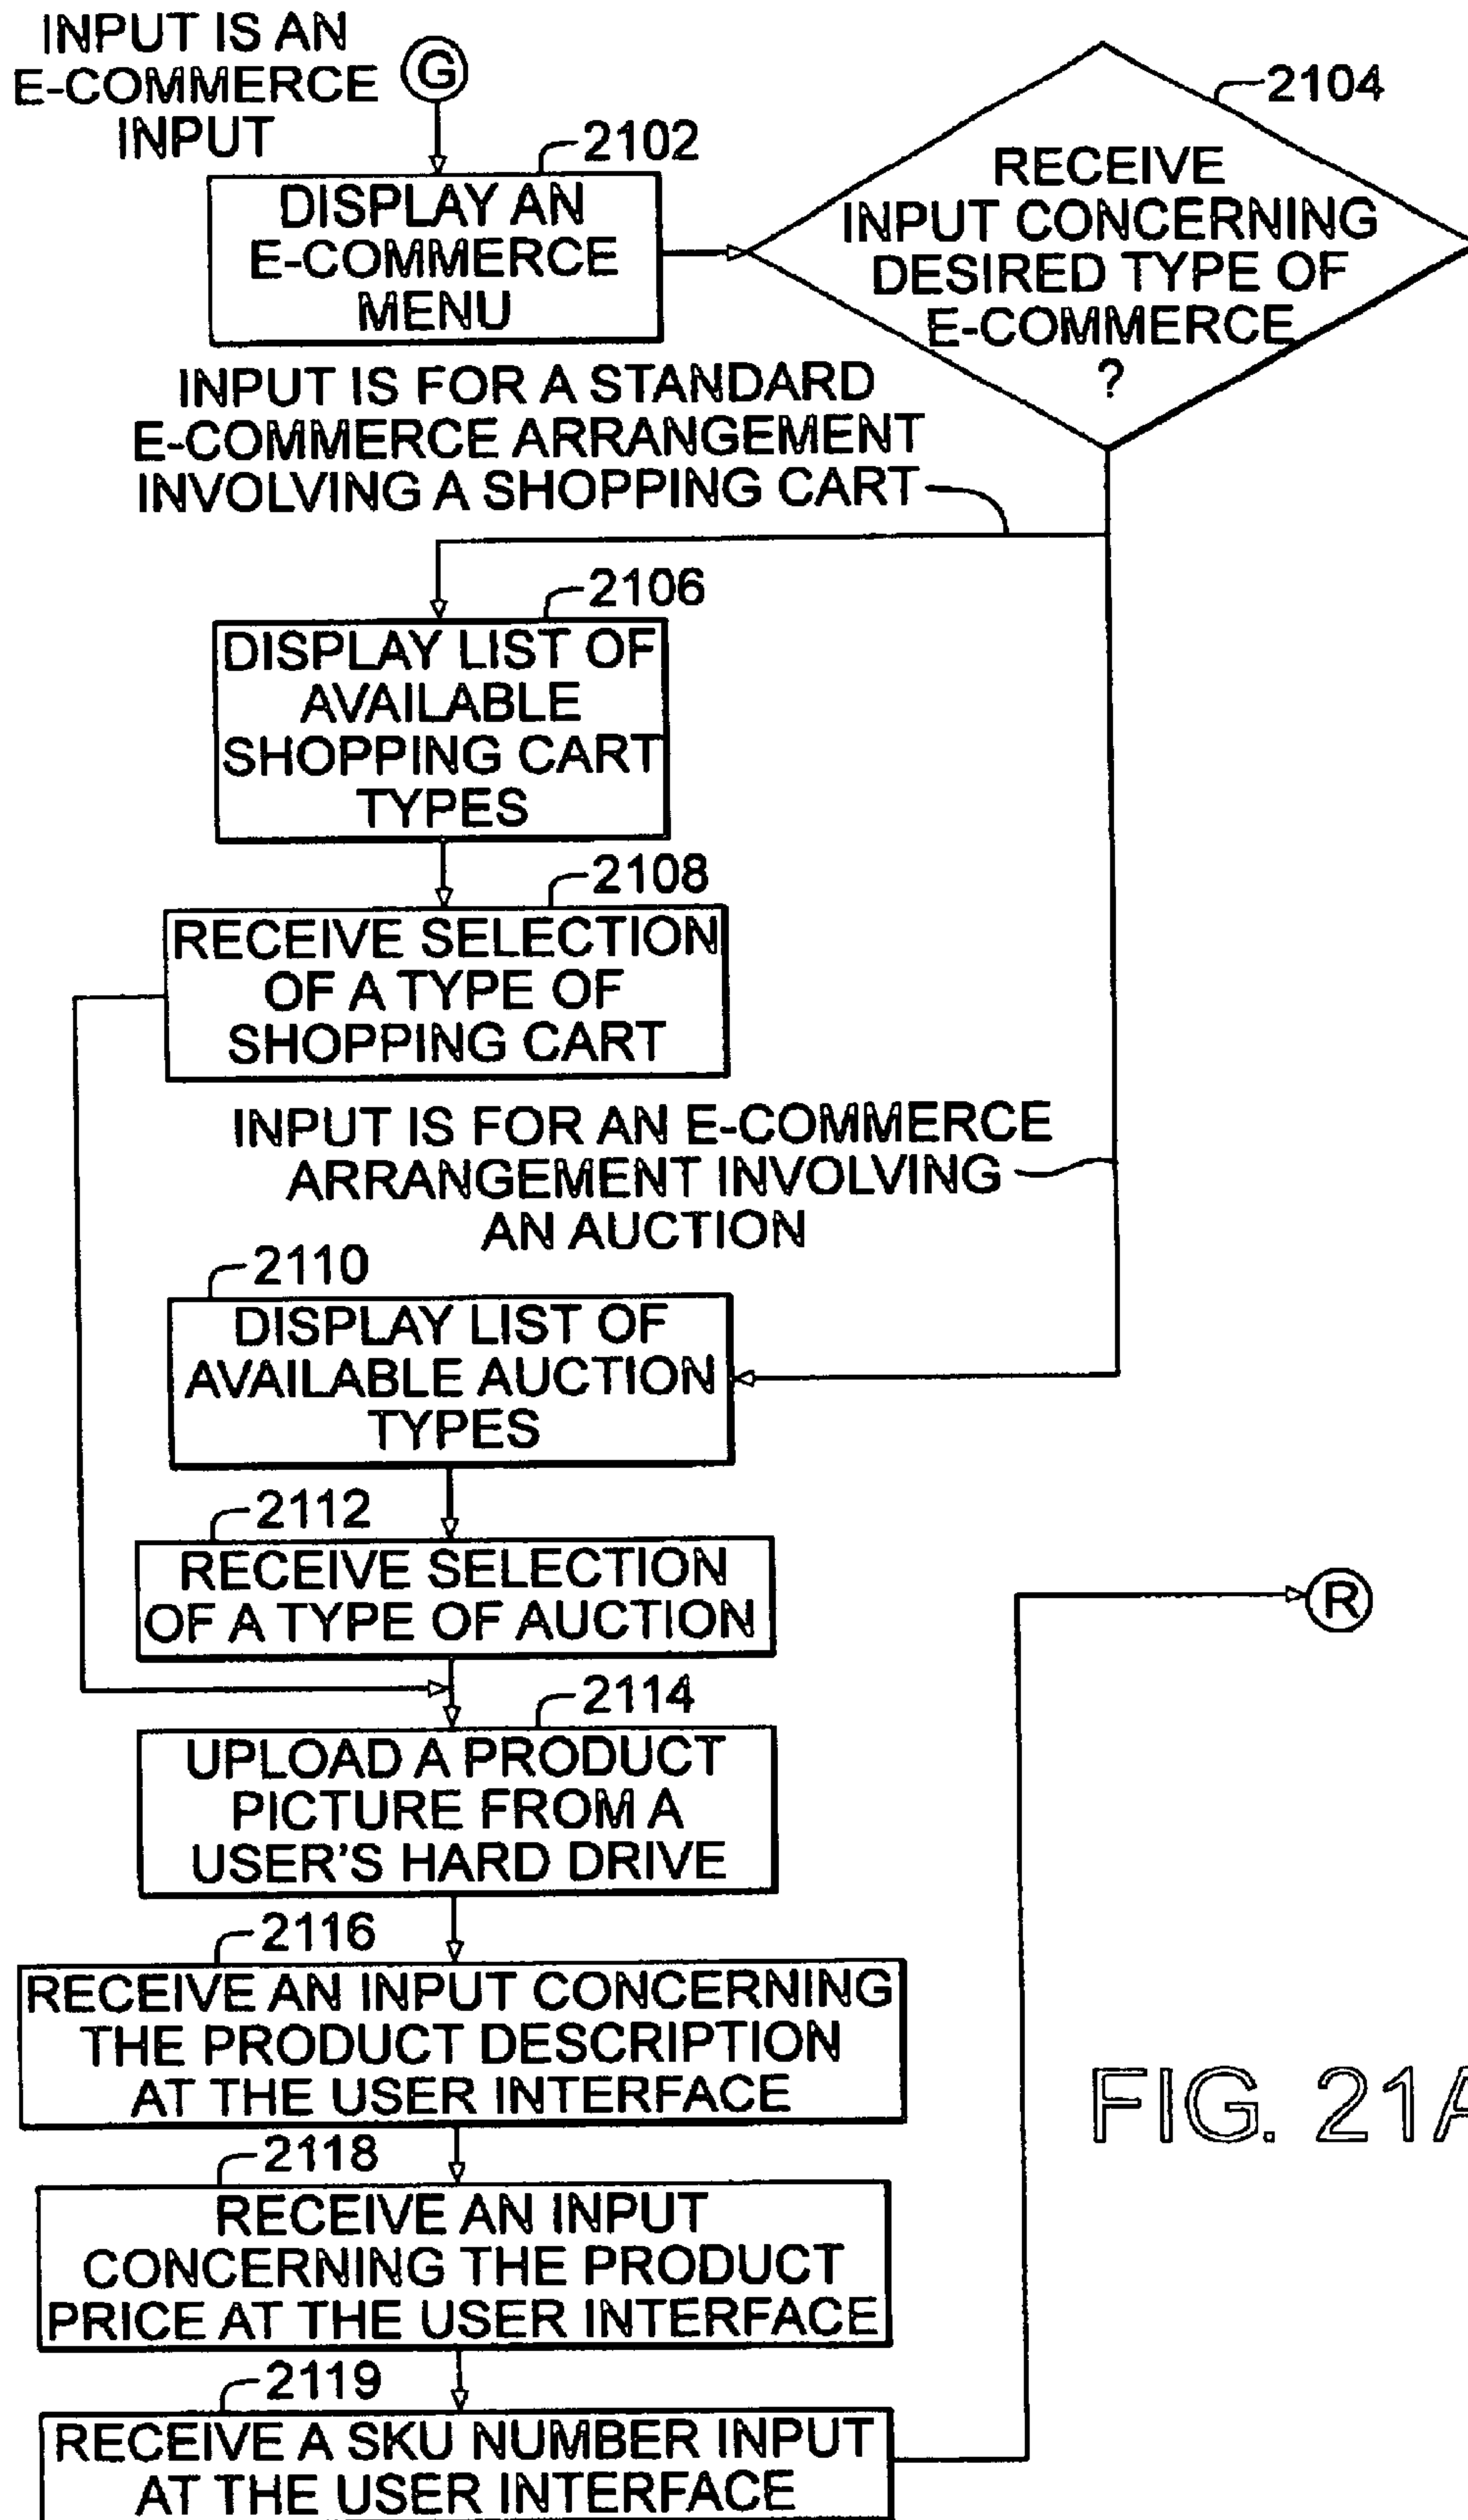 INPUT IS AN
E-COMMERCE
INPUT
G
2102
DISPLAY AN
E-COMMERCE
MENU
2104
RECEIVE
INPUT CONCERNING
DESIRED TYPE OF
E-COMMERCE
?
INPUT IS FOR A STANDARD
E-COMMERCE ARRANGEMENT
INVOLVING A SHOPPING CART
2106
DISPLAY LIST OF
AVAILABLE
SHOPPING CART
TYPES
2108
RECEIVE SELECTION
OF A TYPE OF
SHOPPING CART
INPUT IS FOR AN E-COMMERCE
ARRANGEMENT INVOLVING
AN AUCTION
2110
DISPLAY LIST OF
AVAILABLE AUCTION
TYPES
2112
RECEIVE SELECTION
OF A TYPE OF AUCTION
R
2114
UPLOAD A PRODUCT
PICTURE FROM A
USER'S HARD DRIVE
2116
RECEIVE AN INPUT CONCERNING
THE PRODUCT DESCRIPTION
AT THE USER INTERFACE
2118
RECEIVE AN INPUT
CONCERNING THE PRODUCT
PRICE AT THE USER INTERFACE
2119
RECEIVE A SKU NUMBER INPUT
AT THE USER INTERFACE
FIG. 21A